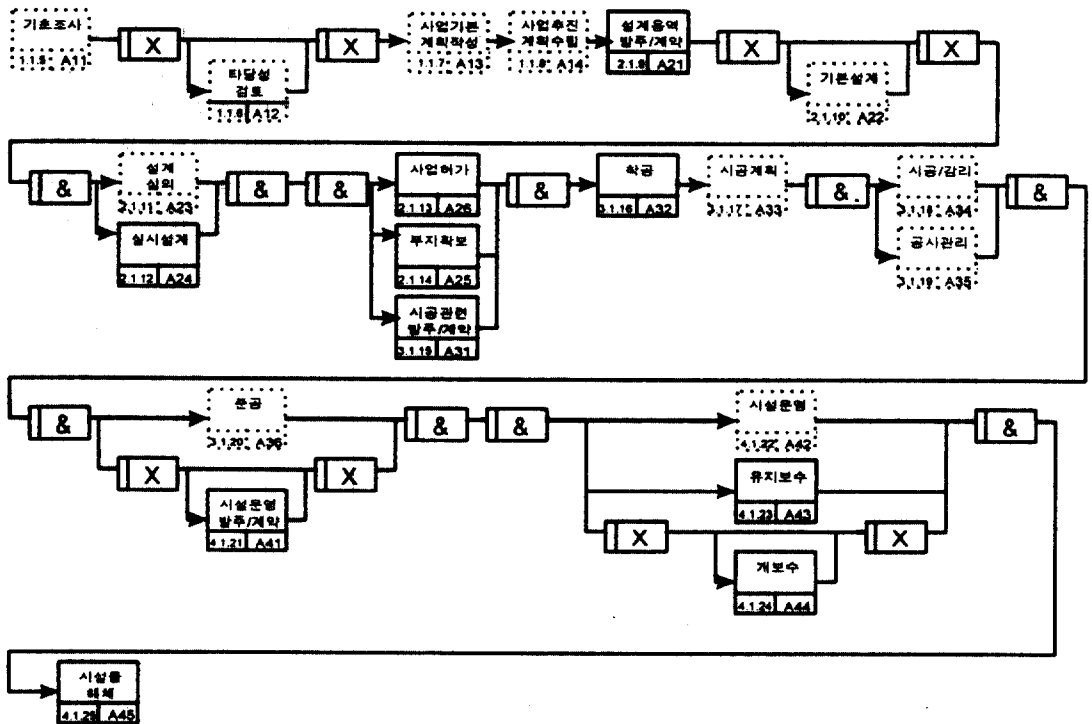 기초조사
1.1.5 A11
X
타당성
검토
1.1.6 A12
X
사업기본
계획작성
1.1.7 A13
사업추진
계획수립
1.1.8 A14
설계용역
발주/계약
2.1.9 A21
X
기본설계
2.1.10 A22
X
&
설계
심의
2.1.11 A23
실시설계
2.1.12 A24
&
&
사업허가
2.1.13 A26
부지확보
2.1.14 A25
시공관련
발주/계약
3.1.15 A31
&
착공
3.1.16 A32
시공계획
3.1.17 A33
&
시공/감리
3.1.18 A34
공사관리
3.1.19 A35
&
&
준공
3.1.20 A36
X
시설운영
발주/계약
4.1.21 A41
X
&
&
시설운영
4.1.22 A42
유지보수
4.1.23 A43
X
개보수
4.1.24 A44
X
&
시설물
해체
4.1.25 A45